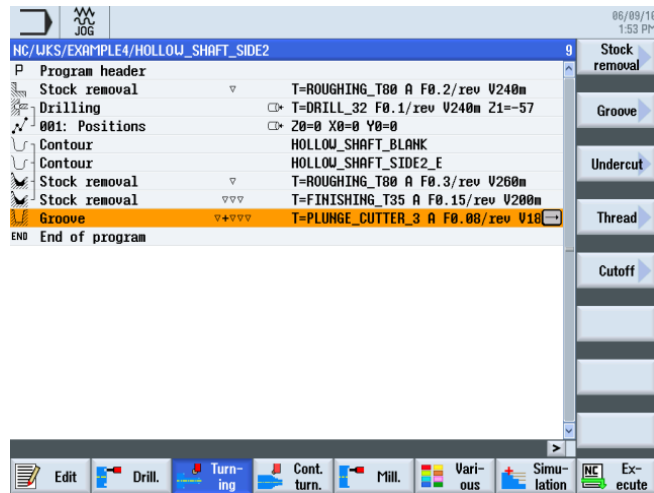 JOG
06/09/10
1:53 PM
NC/WKS/EXAMPLE4/HOLLOW_SHAFT_SIDE2 9
P Program header
Stock removal ▽ T=ROUGHING_T80 A F0.2/rev V240m
Drilling T=DRILL_32 F0.1/rev V240m Z1=-57
001: Positions Z0=0 X0=0 Y0=0
Contour HOLLOW_SHAFT_BLANK
Contour HOLLOW_SHAFT_SIDE2_E
Stock removal ▽ T=ROUGHING_T80 A F0.3/rev V260m
Stock removal ▽▽▽ T=FINISHING_T35 A F0.15/rev V200m
Groove ▽+▽▽▽ T=PLUNGE_CUTTER_3 A F0.08/rev V18
END End of program
Stock
removal
Groove
Undercut
Thread
Cutoff
>
Edit
Drill.
Turn-
ing
Cont.
turn.
Mill.
Vari-
ous
Simu-
lation
NC
Ex-
ecute